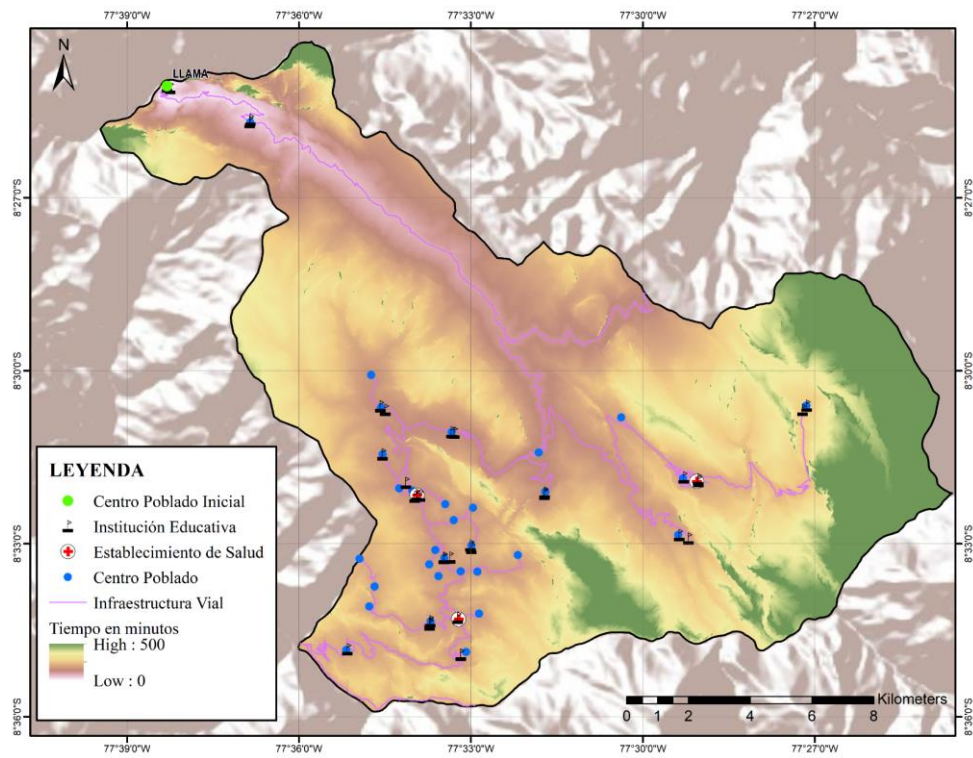 77°39'0"W 77°36'0"W 77°33'0"W 77°30'0"W 77°27'0"W
N
LLAMA
8°27'0"S 8°27'0"S
8°30'0"S 8°30'0"S
LEYENDA
Centro Poblado Inicial
Institución Educativa
Establecimiento de Salud
Centro Poblado
Infraestructura Vial
Tiempo en minutos
High : 500
Low : 0
8°33'0"S 8°33'0"S
Kilometers
0 1 2 4 6 8
8°36'0"S 8°36'0"S
77°39'0"W 77°36'0"W 77°33'0"W 77°30'0"W 77°27'0"W